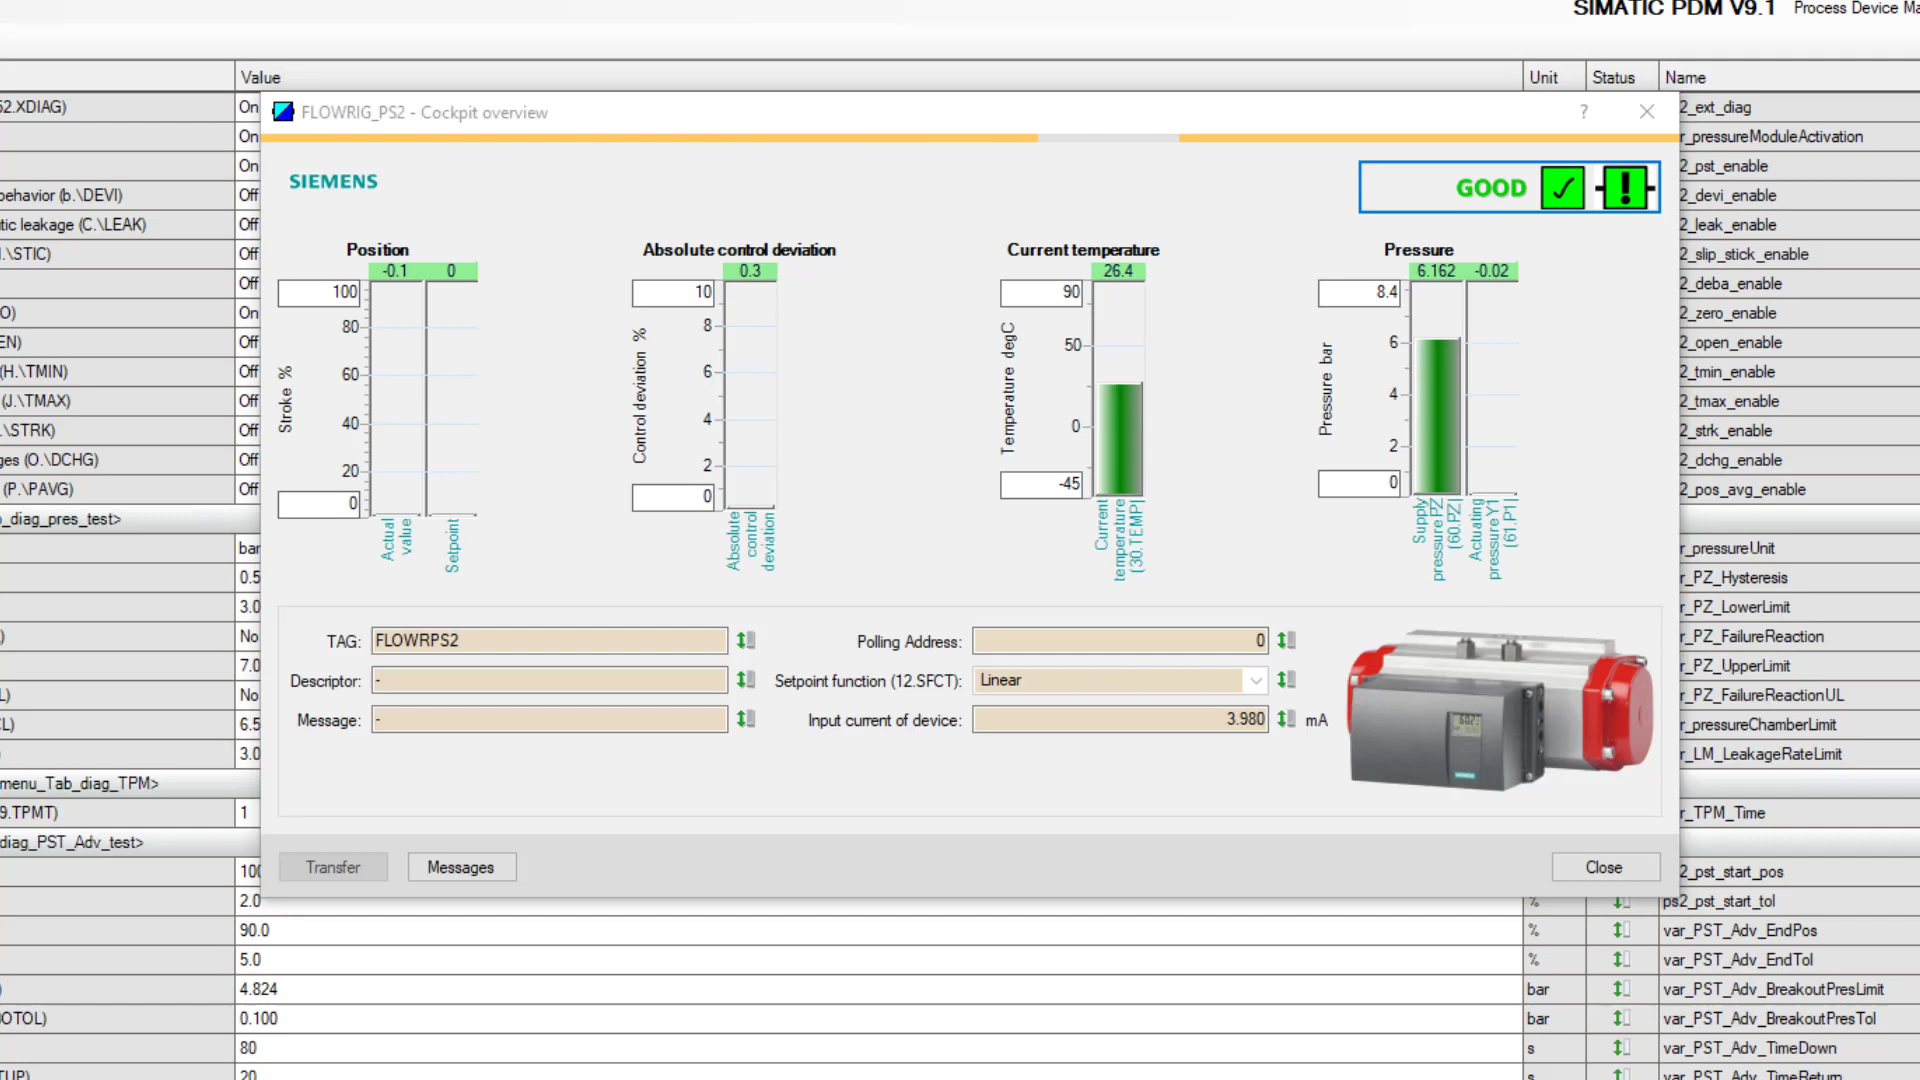 SIMATIC PDM V9.1 Process Device Ma
Value Unit Status Name
52.XDIAG) On 2_ext_diag
On r_pressureModuleActivation
On 2_pst_enable
behavior (b.\DEVI) Off 2_devi_enable
tic leakage (C.\LEAK) Off 2_leak_enable
.\STIC) Off 2_slip_stick_enable
Off 2_deba_enable
O) On 2_zero_enable
EN) Off 2_open_enable
(H.\TMIN) Off 2_tmin_enable
(J.\TMAX) Off 2_tmax_enable
.\STRK) Off 2_strk_enable
ges (O.\DCHG) Off 2_dchg_enable
(P.\PAVG) Off 2_pos_avg_enable
_diag_pres_test>
bar r_pressureUnit
0.5 r_PZ_Hysteresis
3.0 r_PZ_LowerLimit
) No r_PZ_FailureReaction
7.0 r_PZ_UpperLimit
L) No r_PZ_FailureReactionUL
CL) 6.5 r_pressureChamberLimit
) 3.0 r_LM_LeakageRateLimit
menu_Tab_diag_TPM>
9.TPMT) 1 r_TPM_Time
diag_PST_Adv_test>
100 2_pst_start_pos
2.0 % ps2_pst_start_tol
90.0 % var_PST_Adv_EndPos
5.0 % var_PST_Adv_EndTol
) 4.824 bar var_PST_Adv_BreakoutPresLimit
OTOL) 0.100 bar var_PST_Adv_BreakoutPresTol
80 s var_PST_Adv_TimeDown
TUP) 20 s var_PST_Adv_TimeReturn
FLOWRIG_PS2 - Cockpit overview ?
SIEMENS
GOOD
Position
-0.1 0
100
80
60
40
20
0
Stroke %
Actual
value
Setpoint
Absolute control deviation
0.3
10
8
6
4
2
0
Control deviation %
Absolute
control
deviation
Current temperature
26.4
90
50
0
-45
Temperature degC
Current
temperature
(30.TEMP)
Pressure
6.162 -0.02
8.4
6
4
2
0
Pressure bar
Supply
pressure PZ
(60.PZ)
Actuating
pressure Y1
(61.P1)
TAG: FLOWRPS2
Descriptor: -
Message: -
Polling Address: 0
Setpoint function (12.SFCT): Linear
Input current of device: 3.980 mA
Transfer Messages Close